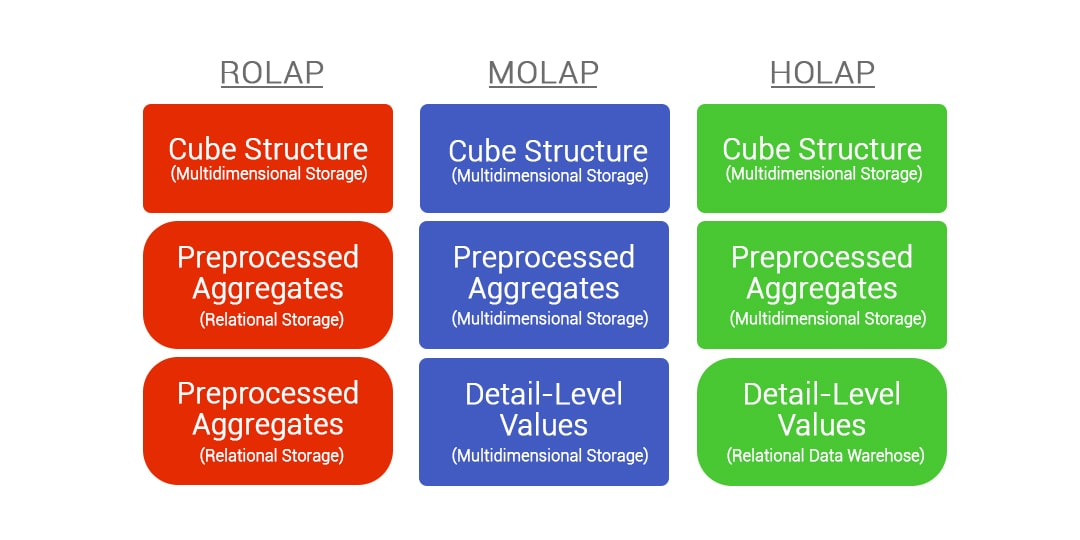 ROLAP
MOLAP
HOLAP
Cube Structure
(Multidimensional Storage)
Cube Structure
(Multidimensional Storage)
Cube Structure
(Multidimensional Storage)
Preprocessed
Aggregates
(Relational Storage)
Preprocessed
Aggregates
(Multidimensional Storage)
Preprocessed
Aggregates
(Multidimensional Storage)
Preprocessed
Aggregates
(Relational Storage)
Detail-Level
Values
(Multidimensional Storage)
Detail-Level
Values
(Relational Data Warehose)